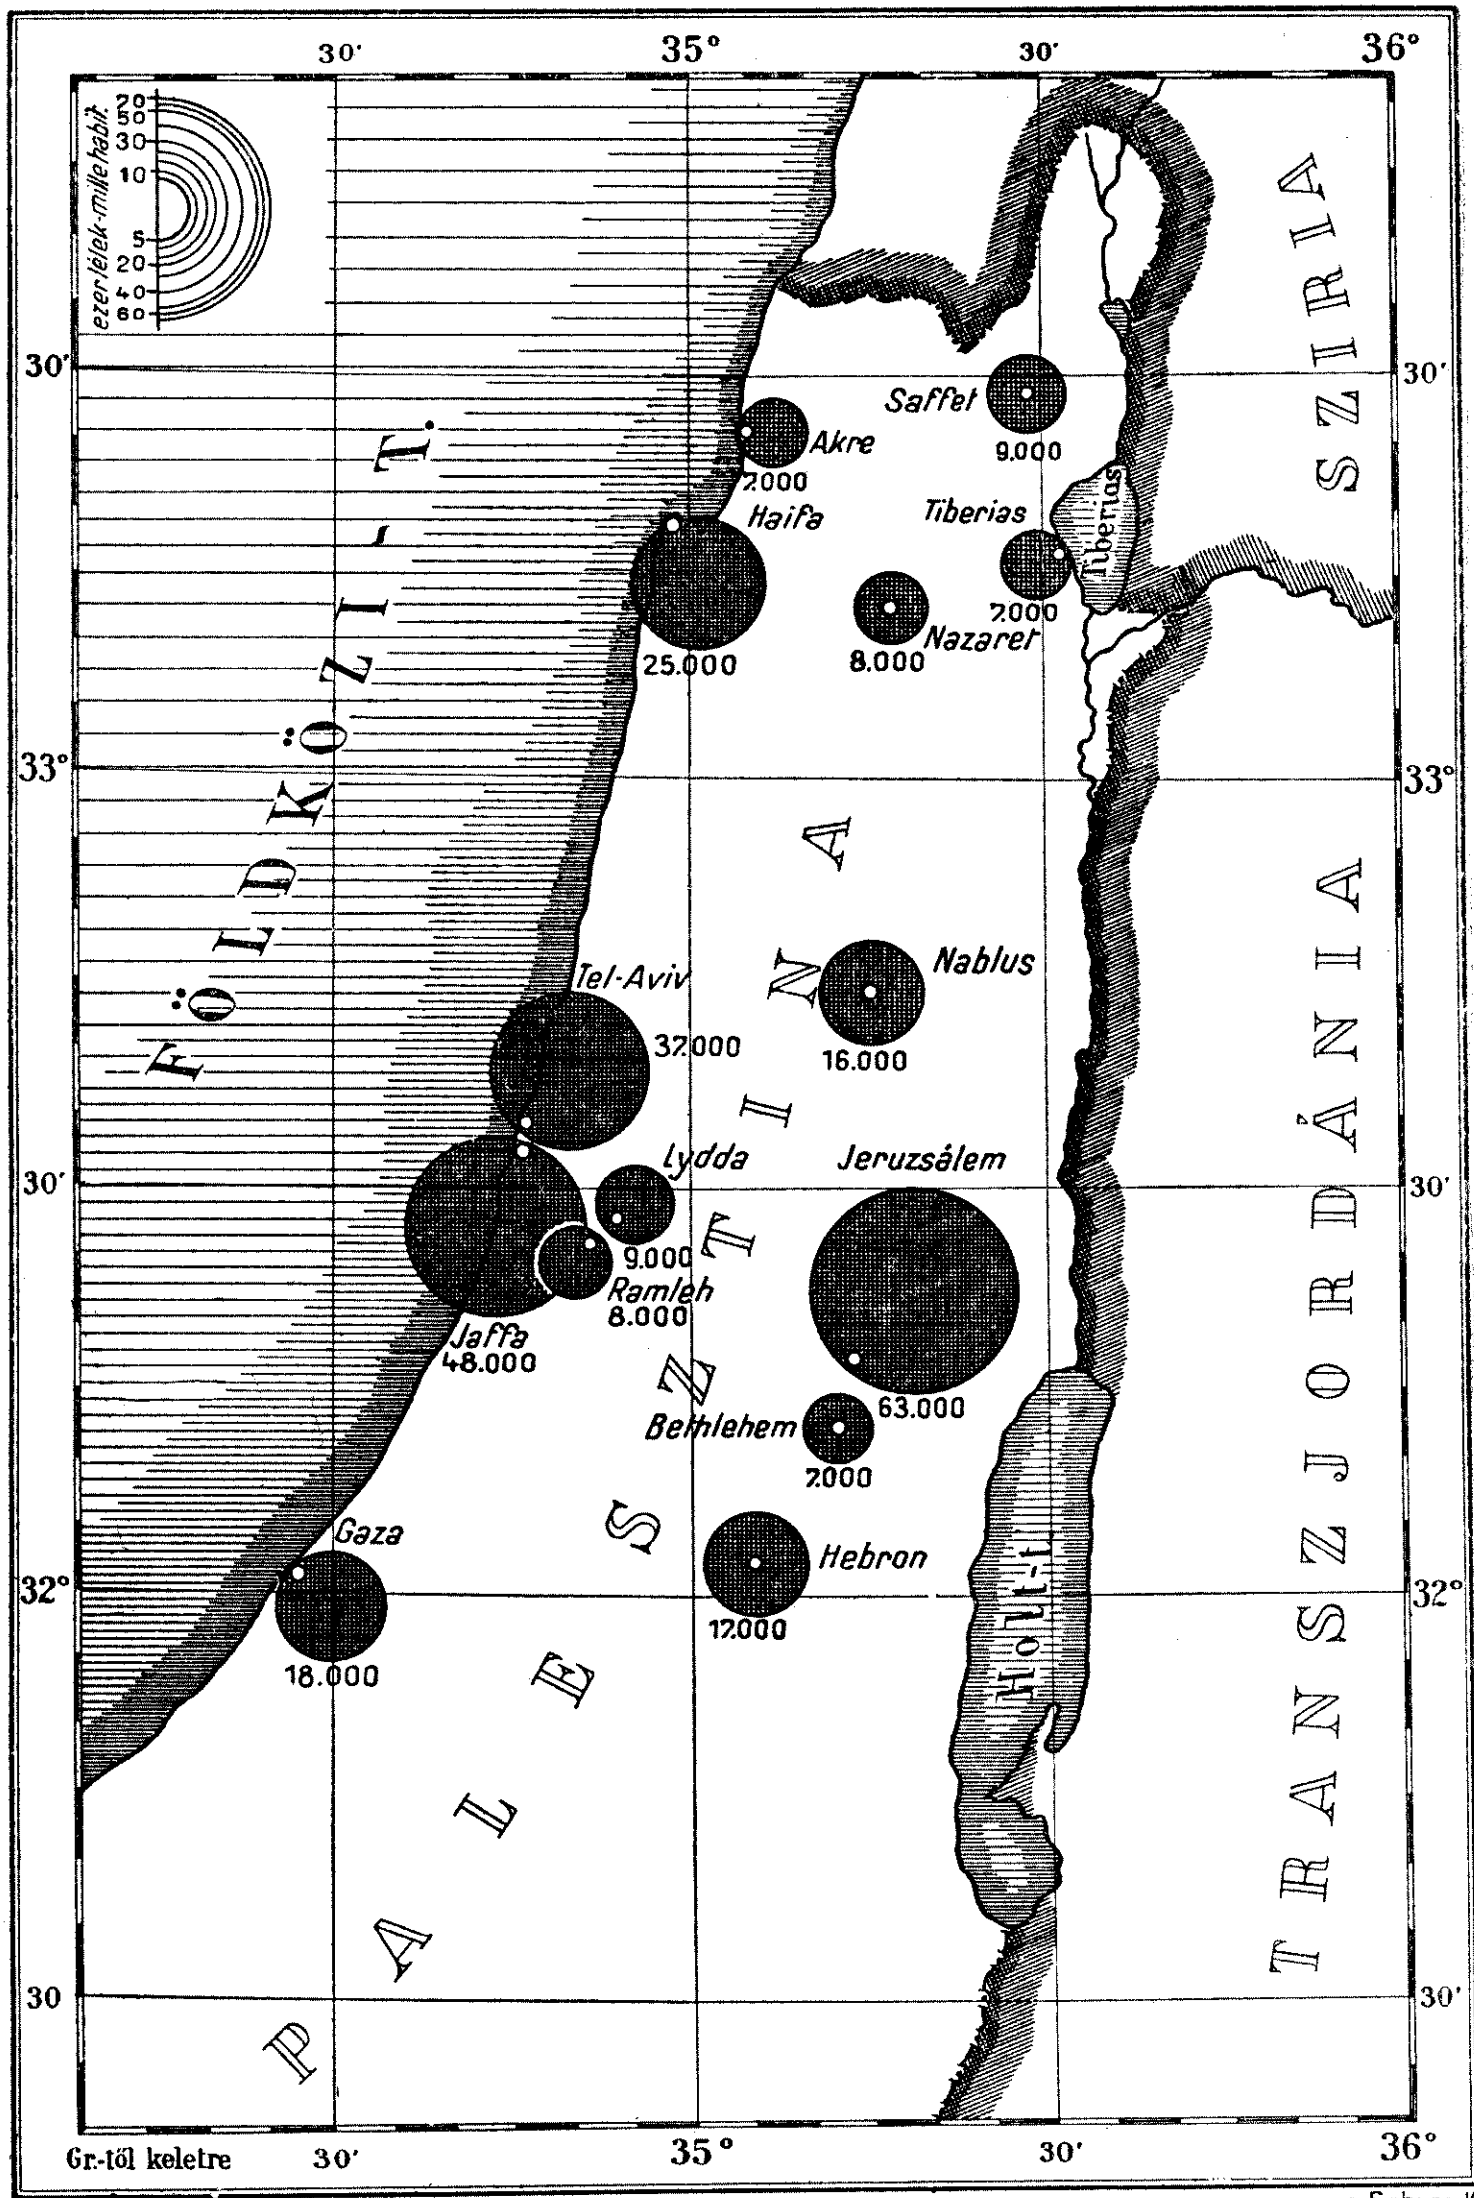 30' 35° 30' 36°
ezer lélek-mille habit.
20
50
30
10
5
20
40
60
30' 30'
33° 33°
30' 30'
32° 32°
30 30'
FÖLDKÖZI-T.
SZIRIA
TRANSZJORDÁNIA
PALESZTINA
Saffet
9.000
Akre
7.000
Haifa
25.000
Tiberias
7.000
Tiberias
Nazaret
8.000
Nablus
16.000
Tel-Aviv
37.000
Lydda
9.000
Ramleh
8.000
Jaffa
48.000
Jeruzsálem
63.000
Bethlehem
7.000
Hebron
17.000
Gaza
18.000
Holt-t.
Gr.-től keletre 30' 35° 30' 36°